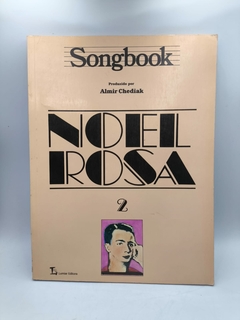 Songbook
Produzido por
Almir Chediak
NOEL
ROSA
2
Lumiar Editora